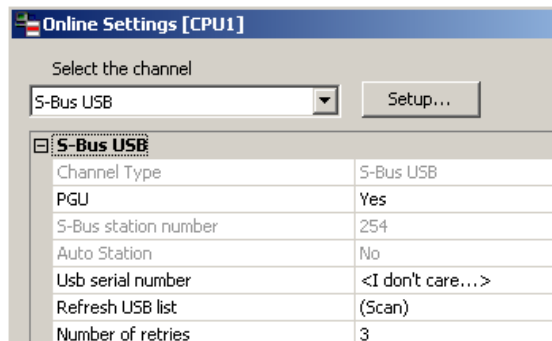 Online Settings [CPU1]
Select the channel
S-Bus USB
Setup...
S-Bus USB
Channel Type S-Bus USB
PGU Yes
S-Bus station number 254
Auto Station No
Usb serial number <I don't care...>
Refresh USB list (Scan)
Number of retries 3